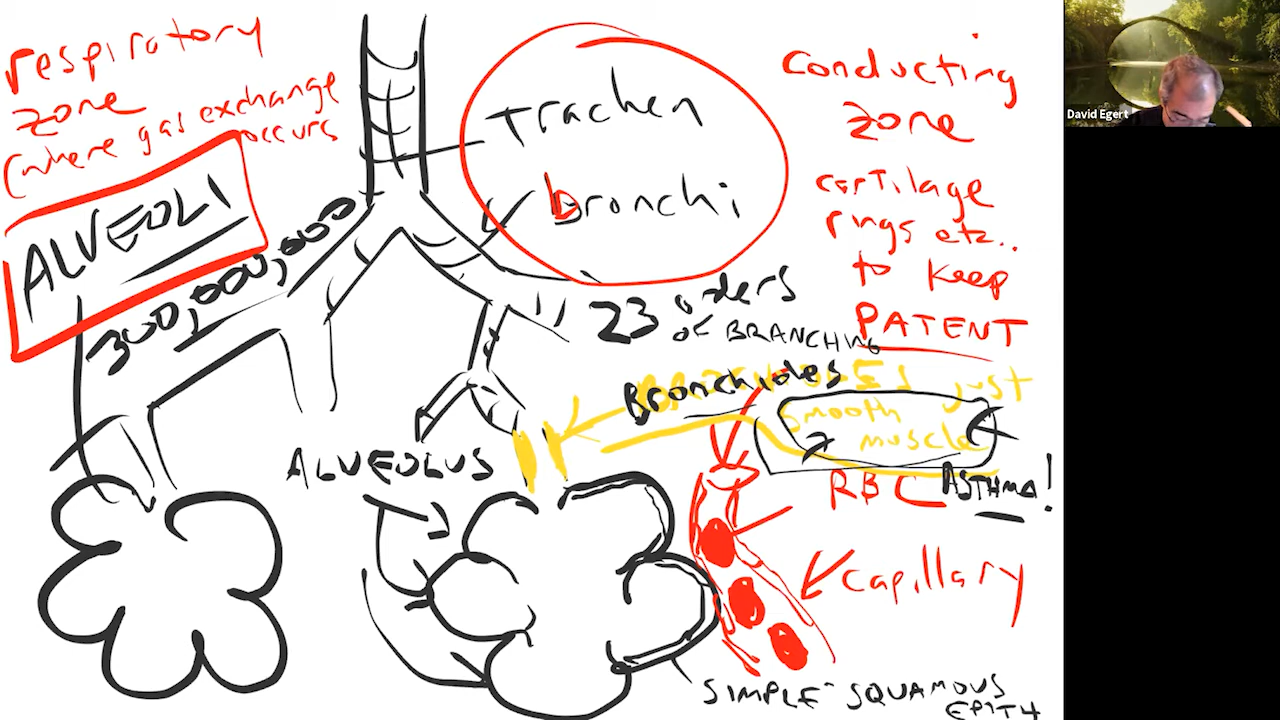 respiratory
zone
(where gas exchange
occurs
ALVEOLI
300,000,000
Trachea
bronchi
Conducting
zone
cartilage
rings etc..
to keep
PATENT
23 orders
of BRANCHING
Bronchioles
just
smooth
muscle
ASTHMA!
ALVEOLUS
RBC
capillary
SIMPLE SQUAMOUS
EPITH
David Egert